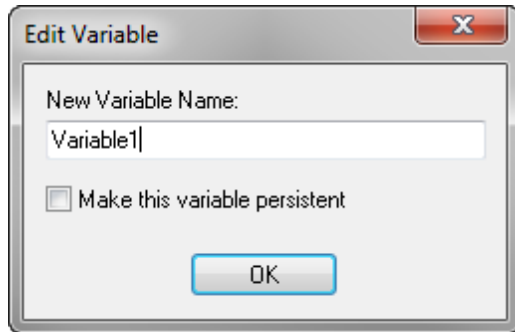 Edit Variable
New Variable Name:
Variable1
Make this variable persistent
OK